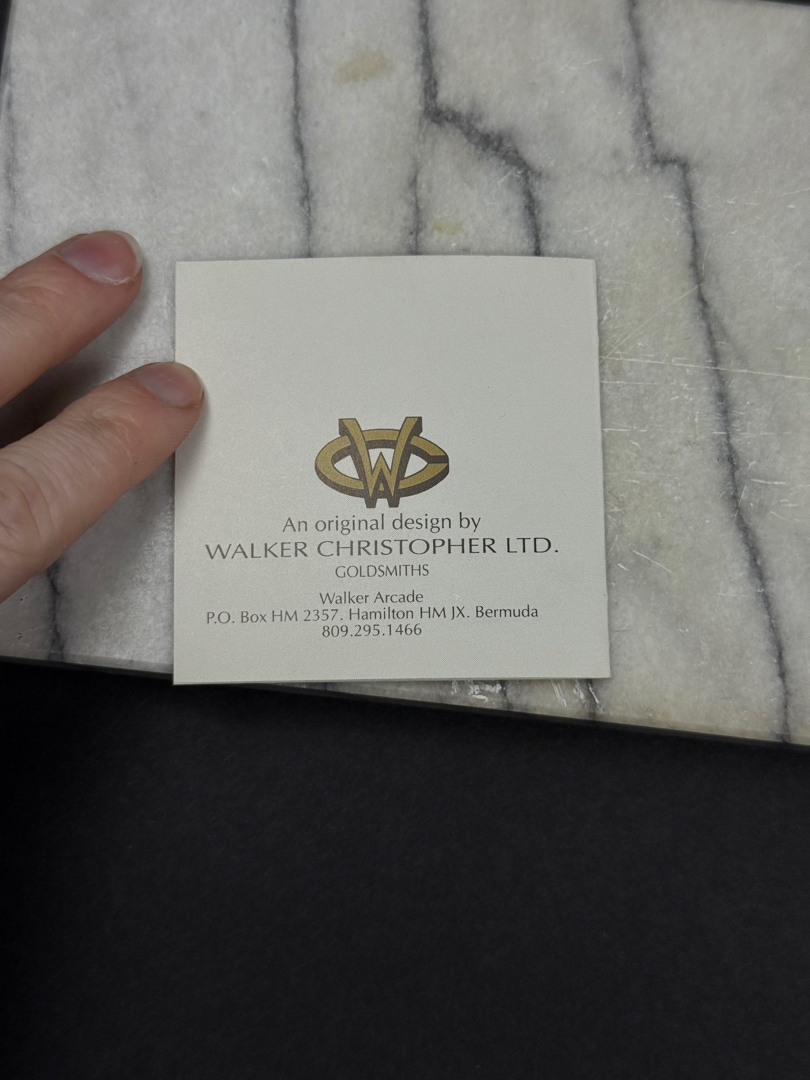 WC
An original design by
WALKER CHRISTOPHER LTD.
GOLDSMITHS
Walker Arcade
P.O. Box HM 2357. Hamilton HM JX. Bermuda
809.295.1466